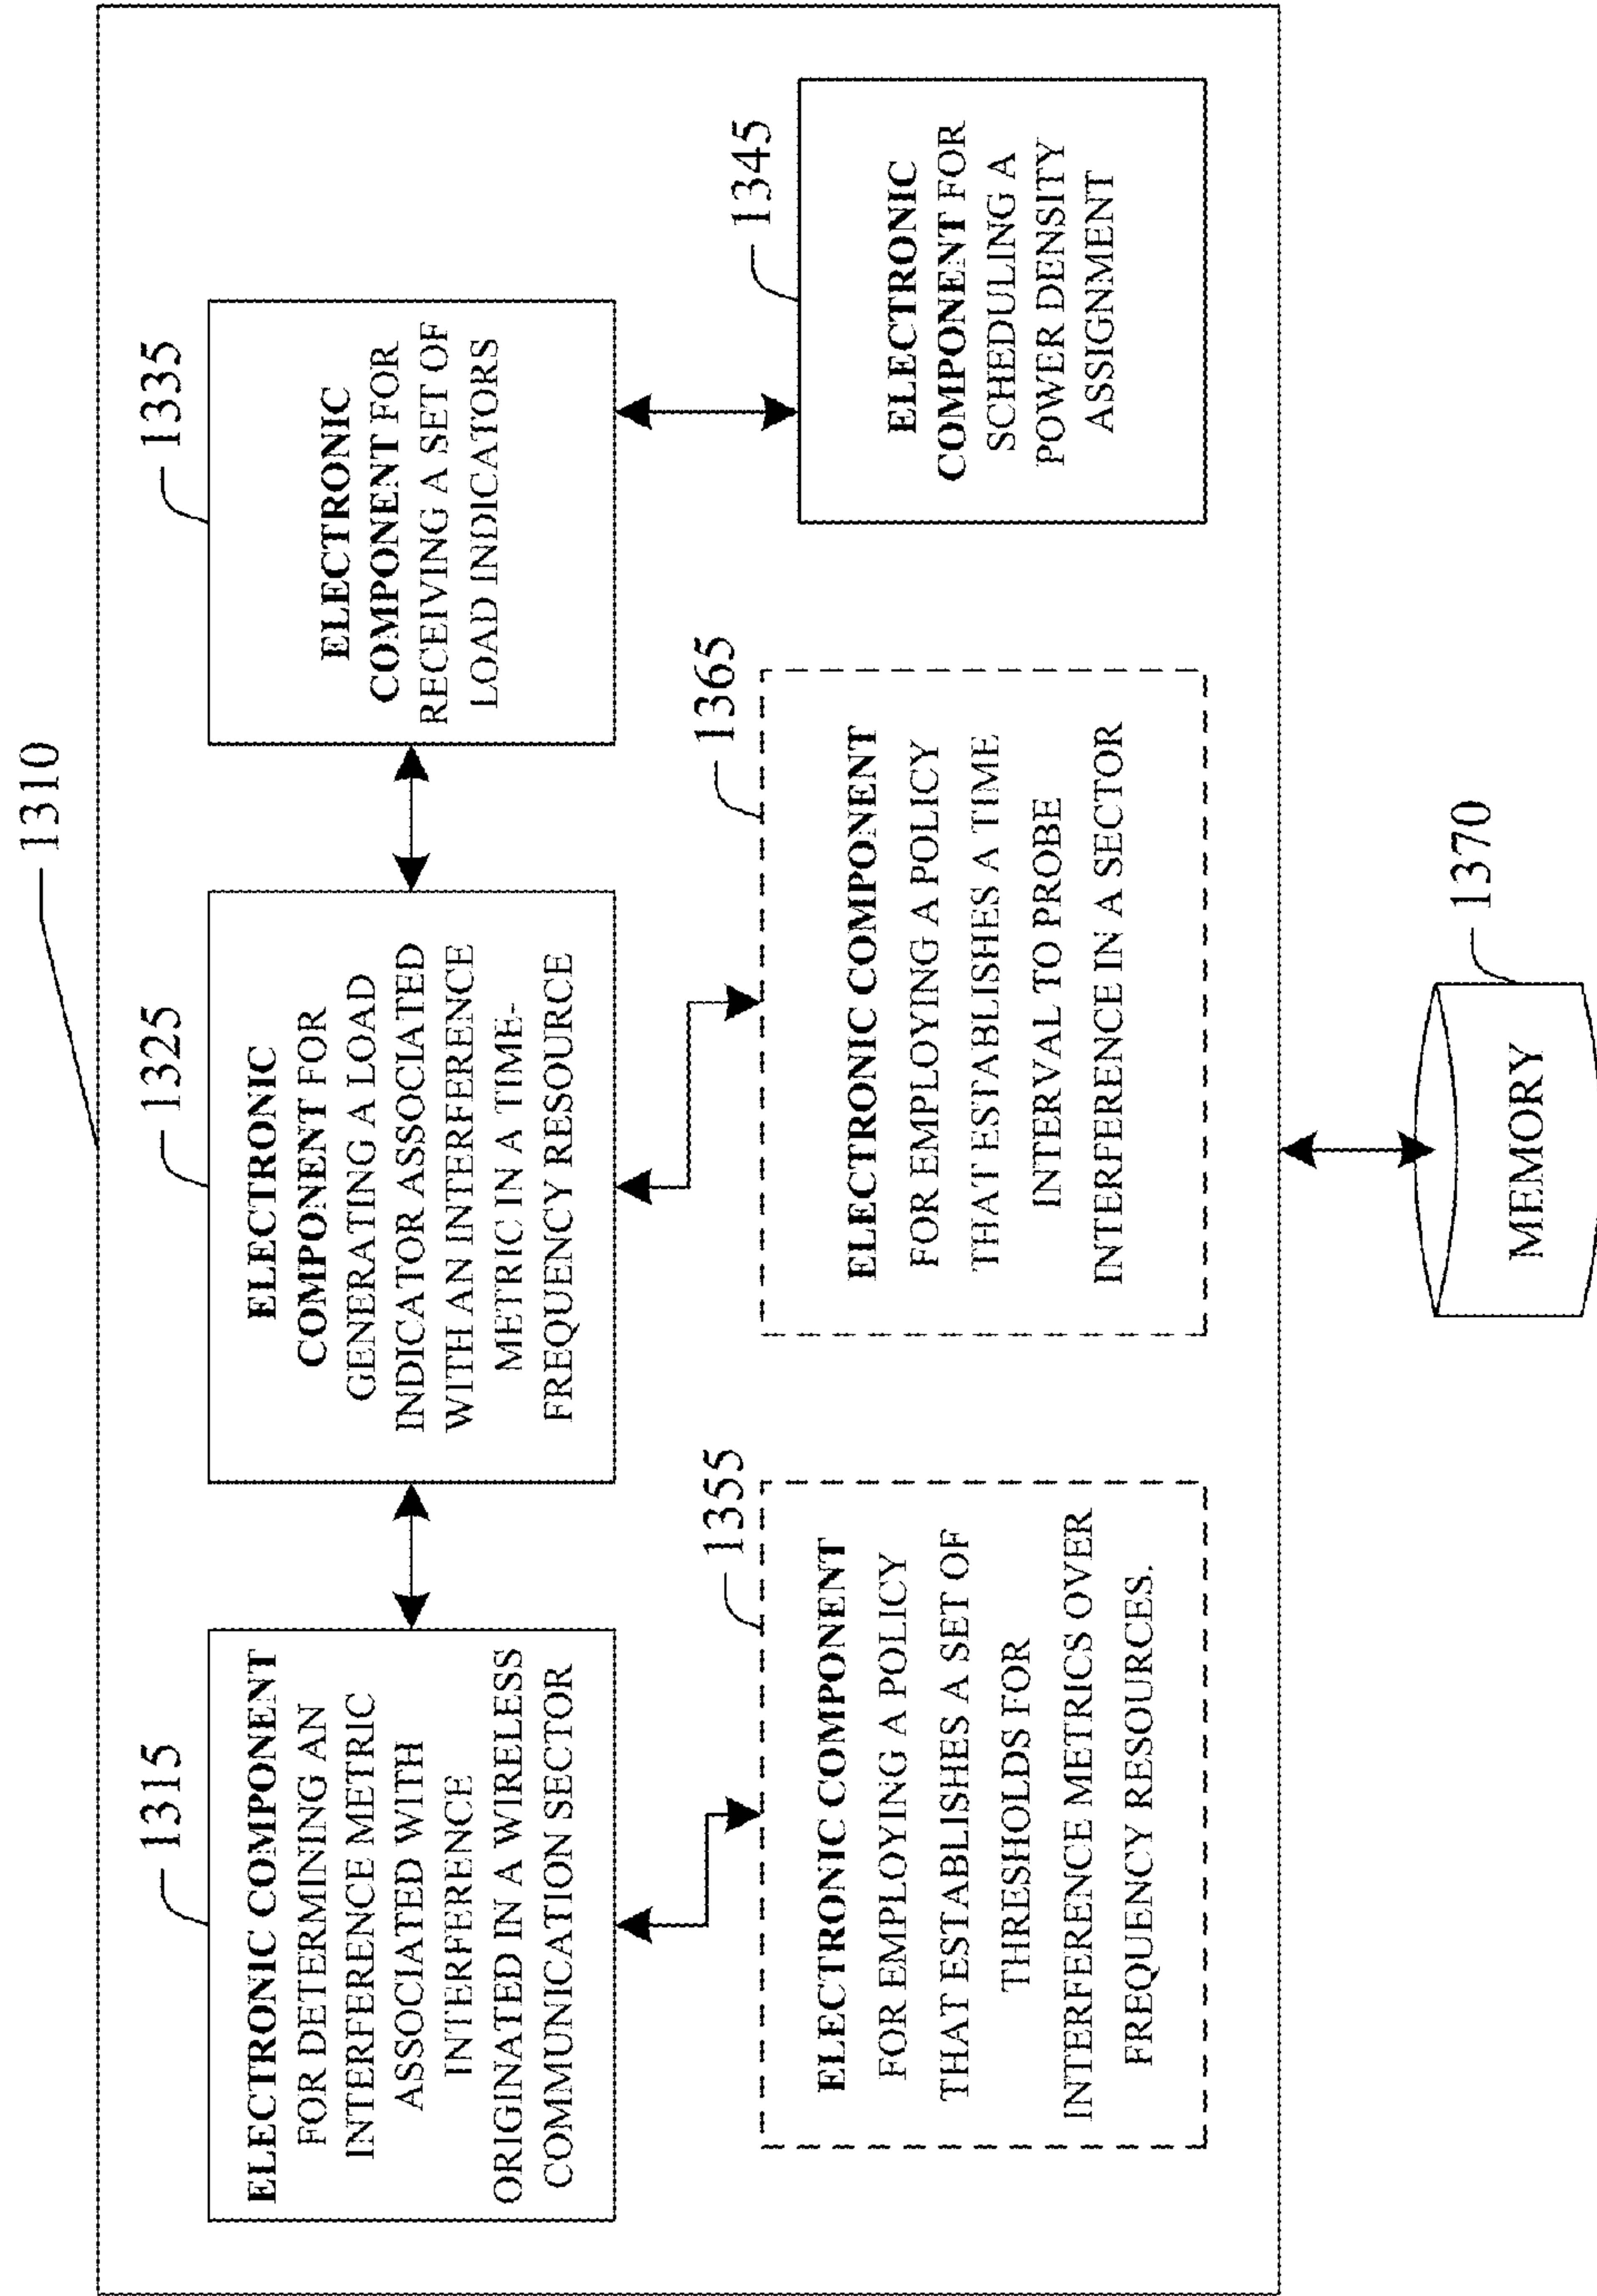 1310
1315
ELECTRONIC COMPONENT
FOR DETERMINING AN
INTERFERENCE METRIC
ASSOCIATED WITH
INTERFERENCE
ORIGINATED IN A WIRELESS
COMMUNICATION SECTOR
1325
ELECTRONIC
COMPONENT FOR
GENERATING A LOAD
INDICATOR ASSOCIATED
WITH AN INTERFERENCE
METRIC IN A TIME-
FREQUENCY RESOURCE
1335
ELECTRONIC
COMPONENT FOR
RECEIVING A SET OF
LOAD INDICATORS
1355
ELECTRONIC COMPONENT
FOR EMPLOYING A POLICY
THAT ESTABLISHES A SET OF
THRESHOLDS FOR
INTERFERENCE METRICS OVER
FREQUENCY RESOURCES.
1365
ELECTRONIC COMPONENT
FOR EMPLOYING A POLICY
THAT ESTABLISHES A TIME
INTERVAL TO PROBE
INTERFERENCE IN A SECTOR
1345
ELECTRONIC
COMPONENT FOR
SCHEDULING A
POWER DENSITY
ASSIGNMENT
1370
MEMORY